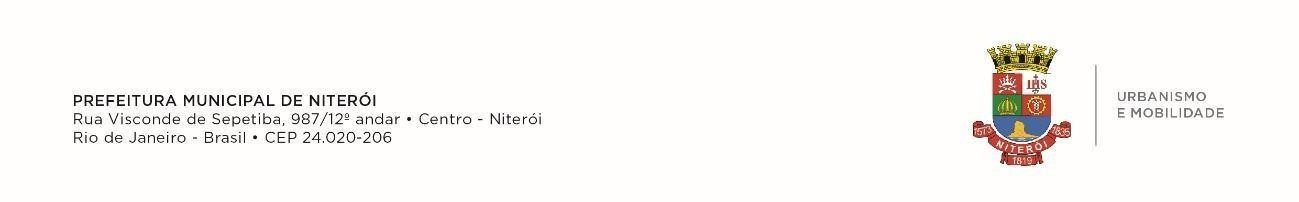 PREFEITURA MUNICIPAL DE NITERÓI
Rua Visconde de Sepetiba, 987/12º andar • Centro - Niterói
Rio de Janeiro - Brasil • CEP 24.020-206
IHS
1573
1835
NITERÓI
1819
URBANISMO
E MOBILIDADE